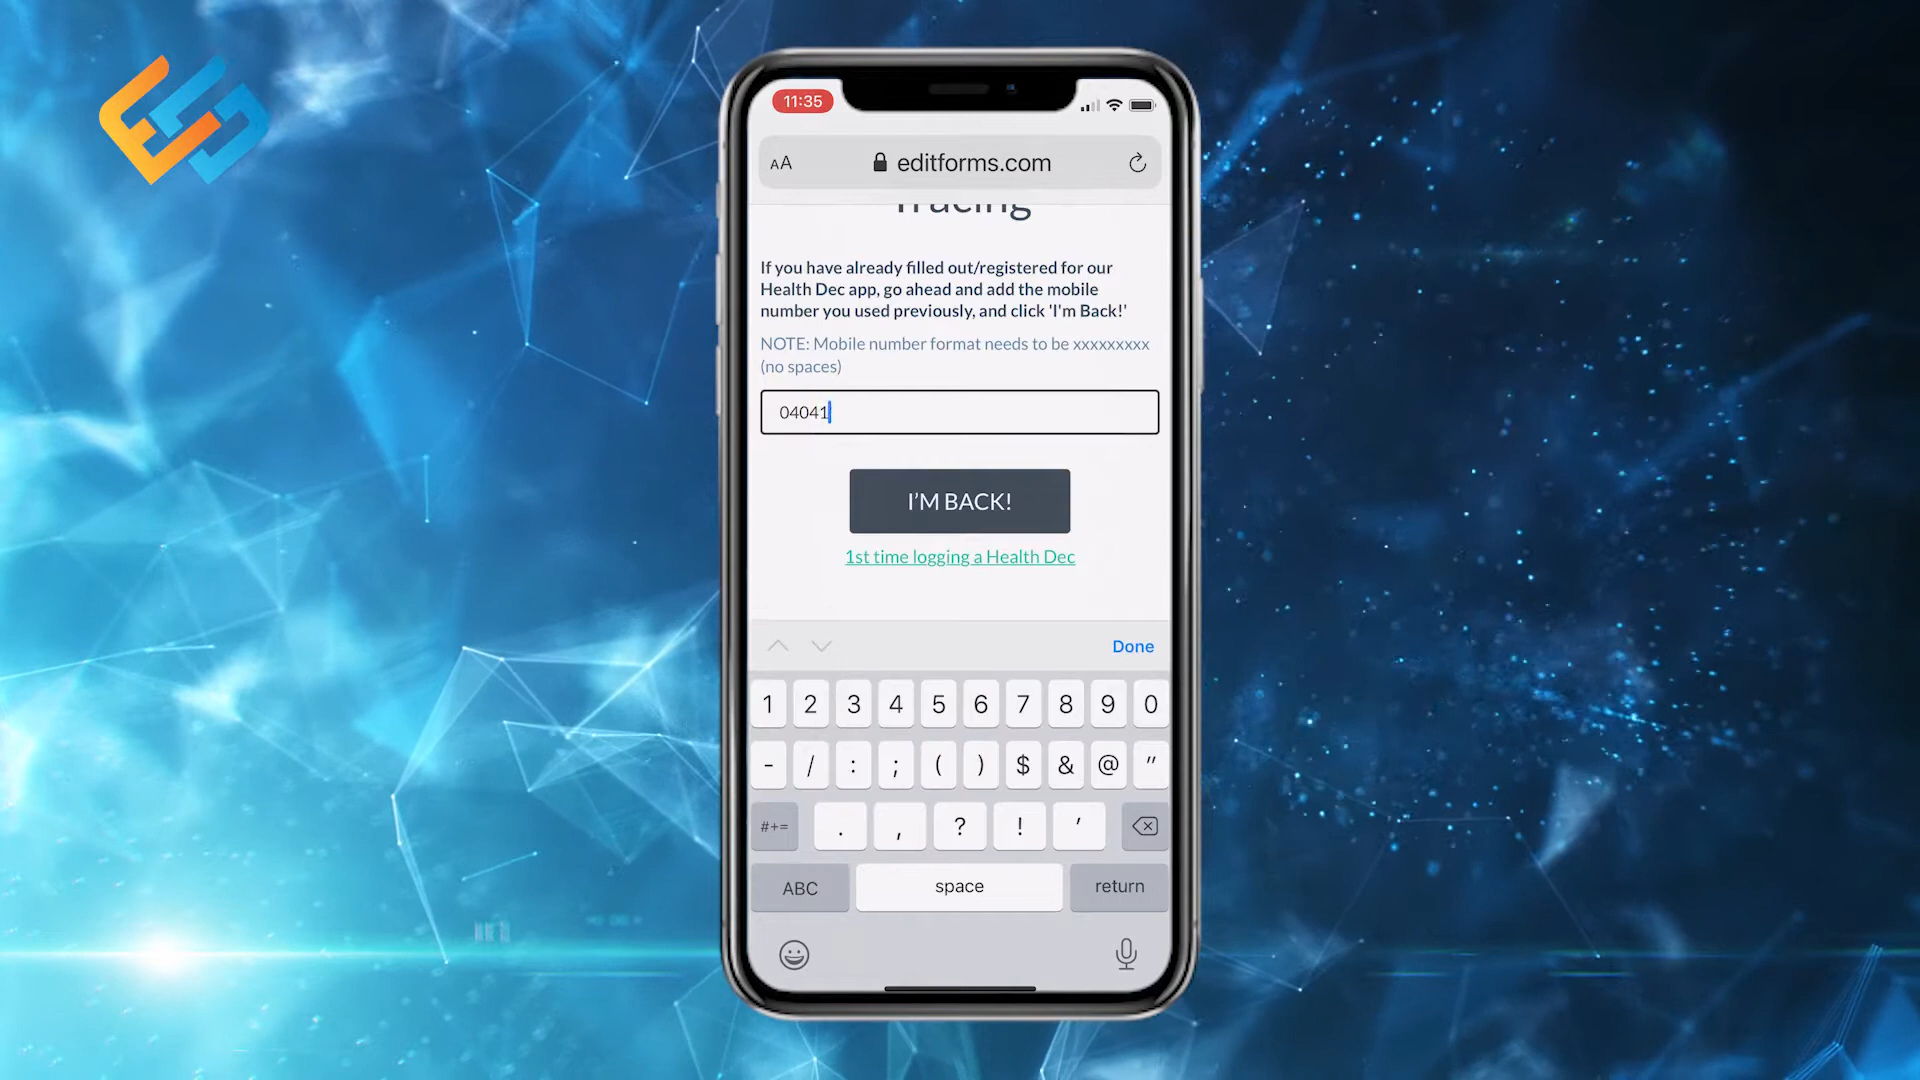 11:35
AA
editforms.com
Tracing
If you have already filled out/registered for our
Health Dec app, go ahead and add the mobile
number you used previously, and click 'I'm Back!'
NOTE: Mobile number format needs to be xxxxxxxxx
(no spaces)
04041
I'M BACK!
1st time logging a Health Dec
Done
1 2 3 4 5 6 7 8 9 0
- / : ; ( ) $ & @ "
#+= . , ? ! '
ABC space return